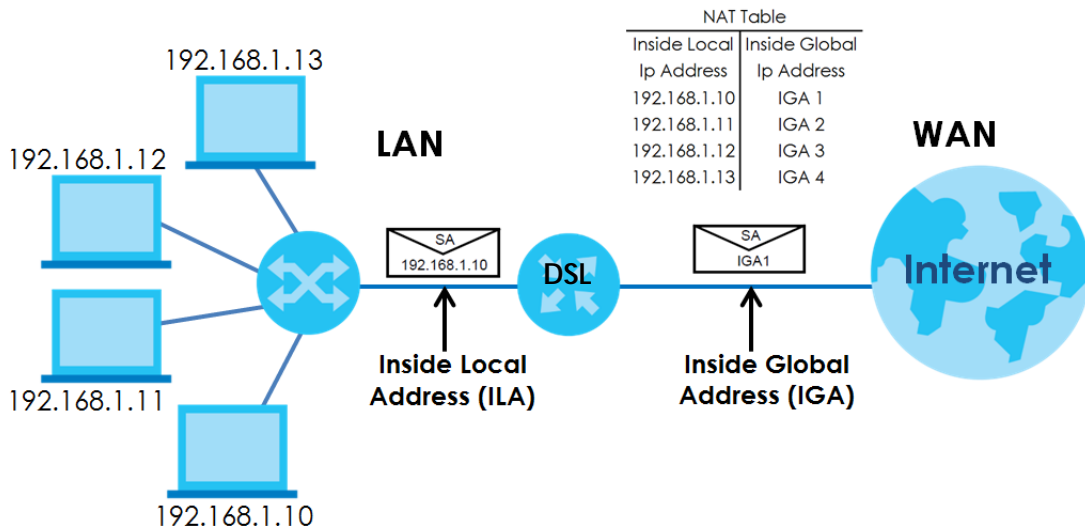 NAT Table
Inside Local Inside Global
Ip Address Ip Address
192.168.1.10 IGA 1
192.168.1.11 IGA 2
192.168.1.12 IGA 3
192.168.1.13 IGA 4
192.168.1.13
192.168.1.12
192.168.1.11
192.168.1.10
LAN
WAN
SA
192.168.1.10
DSL
SA
IGA1
Internet
Inside Local
Address (ILA)
Inside Global
Address (IGA)